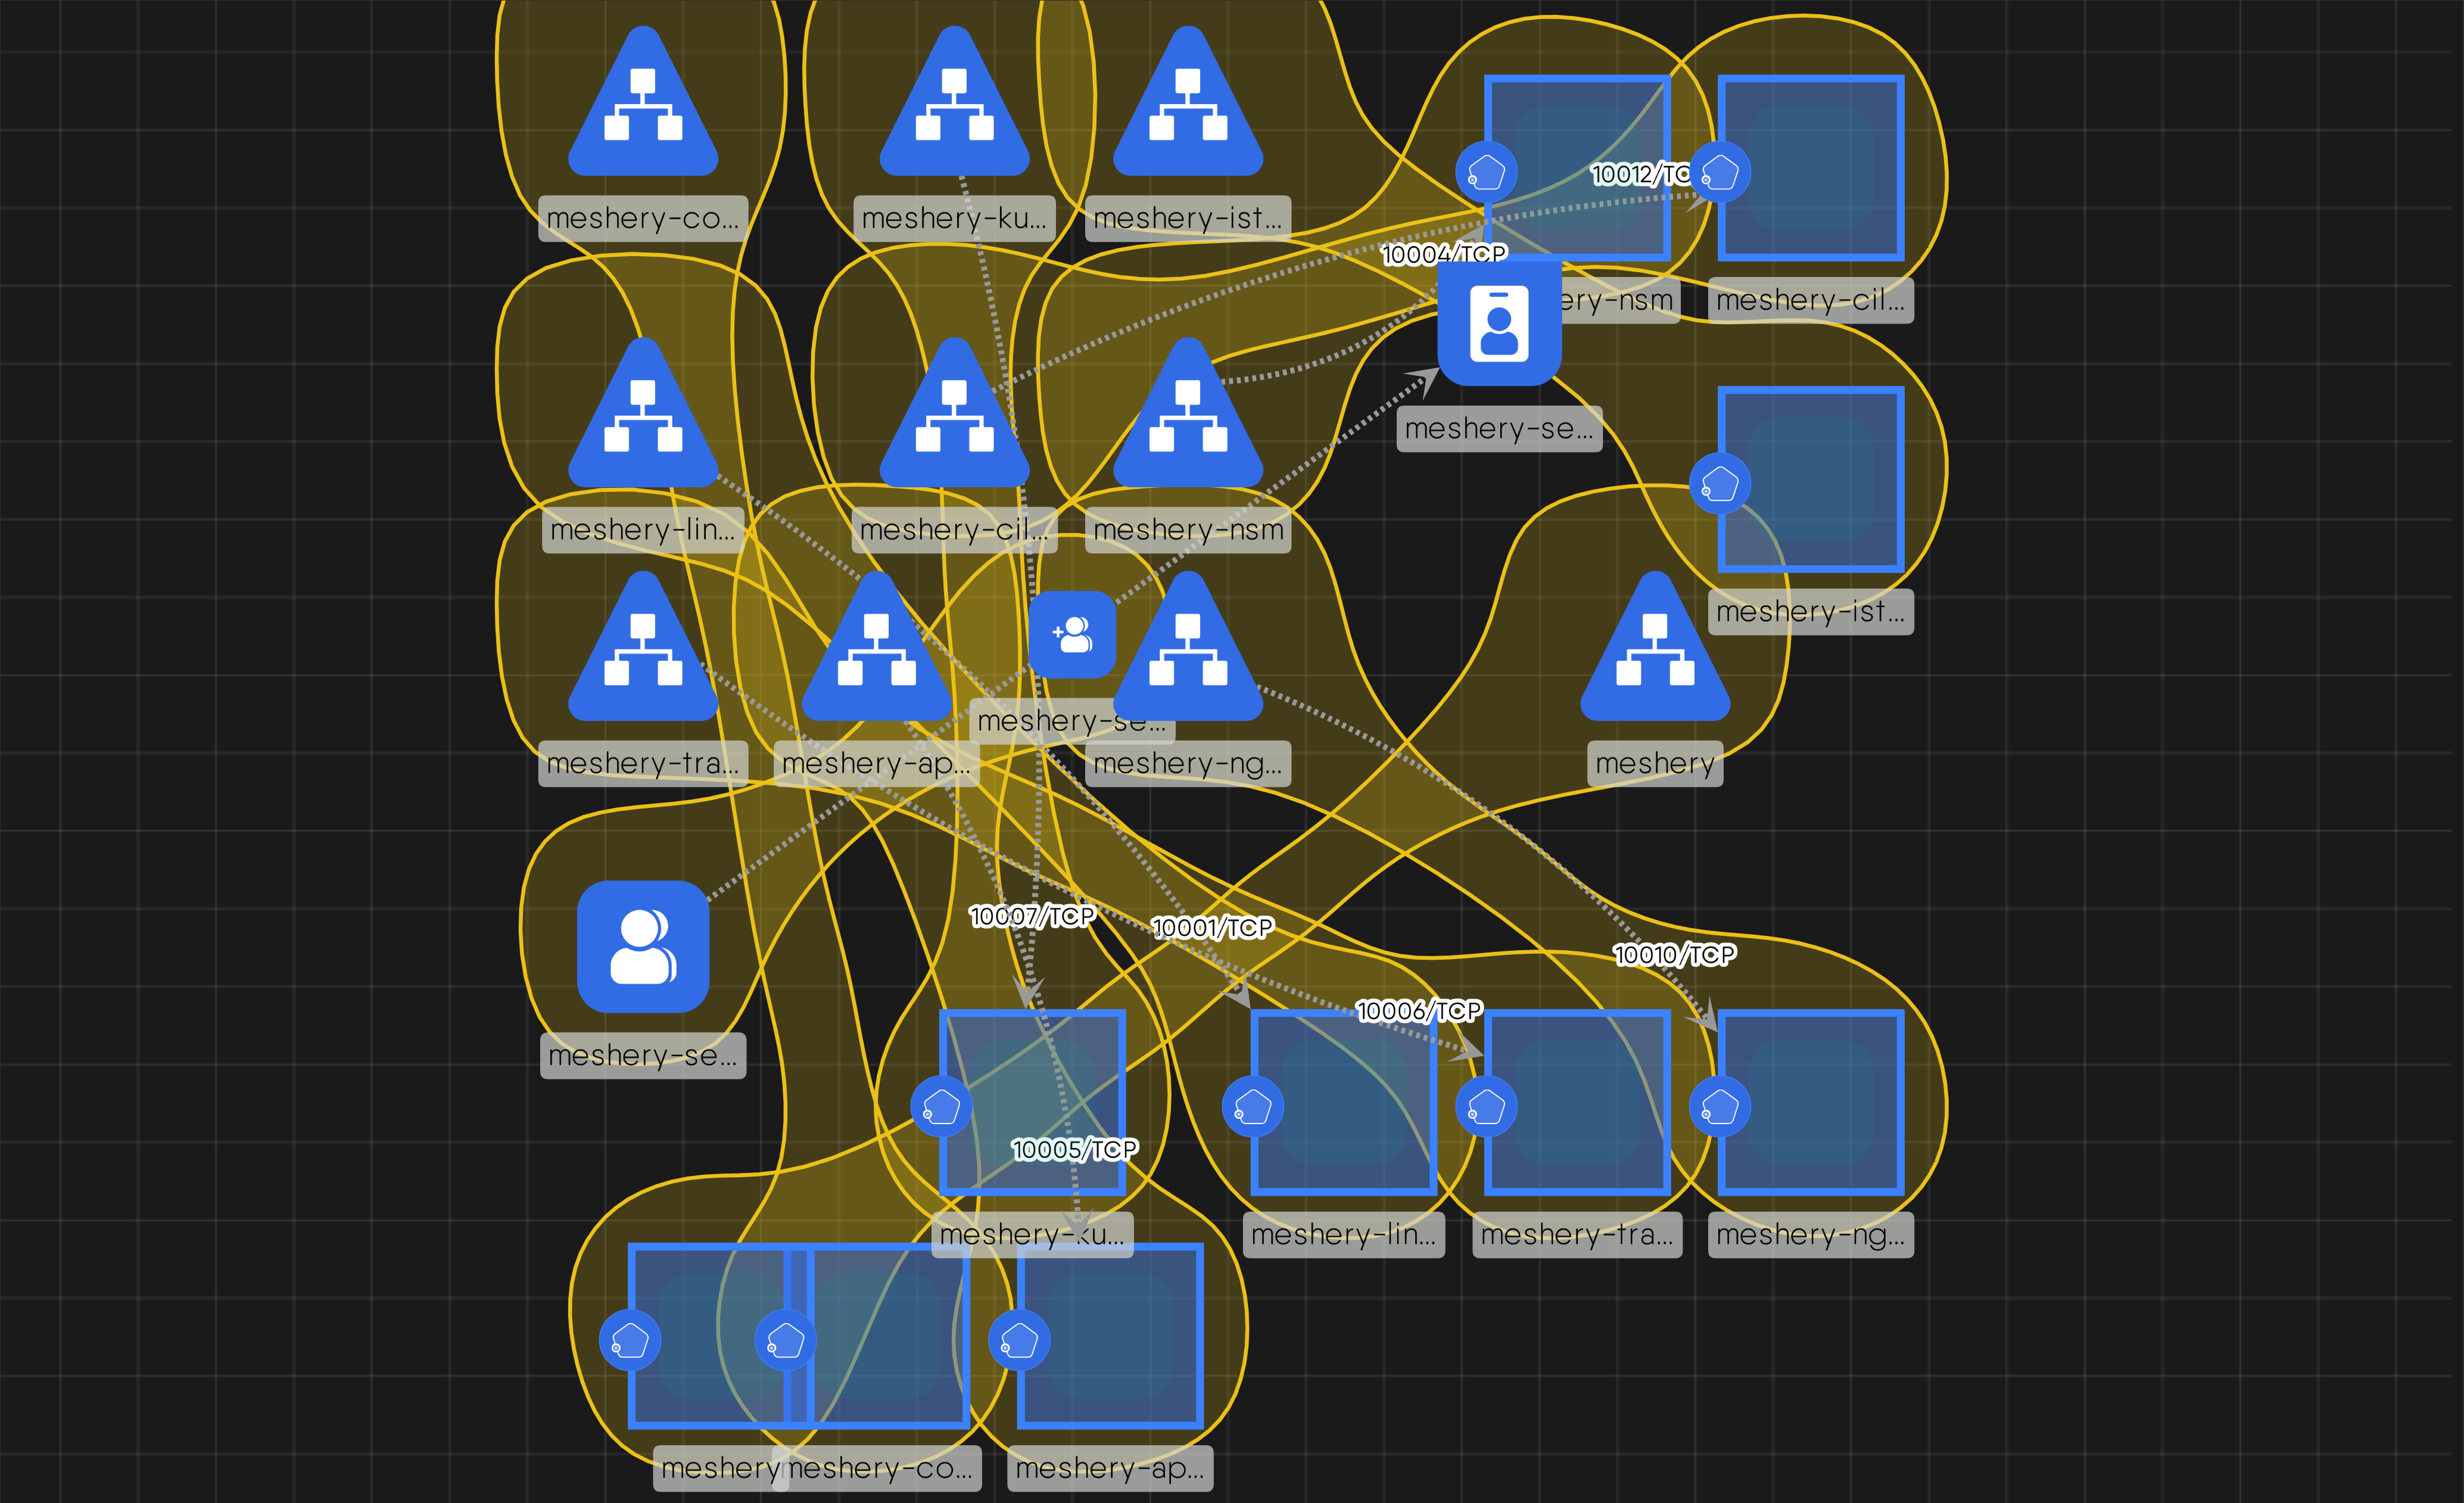 10012/TC
meshery-co...
meshery-ku...
meshery-ist...
10004/TCP
ery-nsm
meshery-cil...
meshery-se...
meshery-lin...
meshery-cil...
meshery-nsm
meshery-ist...
meshery-se...
meshery-tra...
meshery-ap...
meshery-ng...
meshery
10007/TCP
10001/TCP
10010/TCP
10006/TCP
meshery-se...
10005/TCP
meshery-ku...
meshery-lin...
meshery-tra...
meshery-ng...
meshery
meshery-co...
meshery-ap...